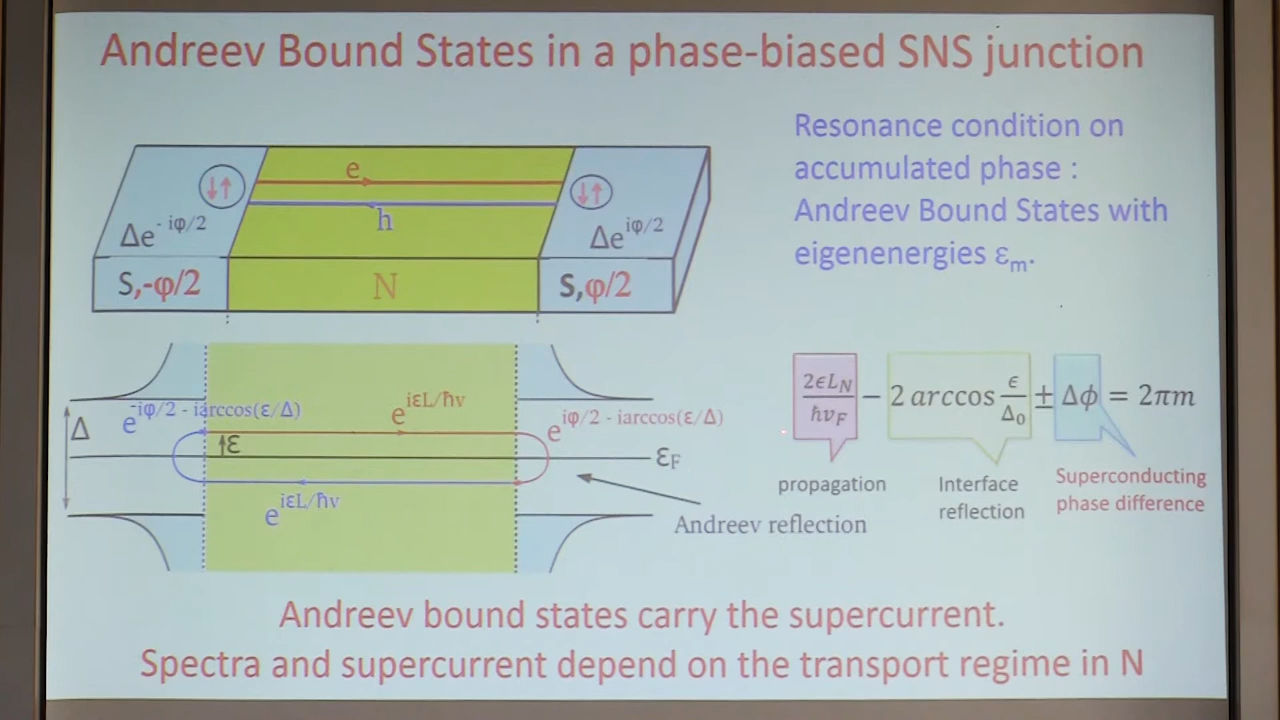 Andreev Bound States in a phase-biased SNS junction
Resonance condition on
accumulated phase :
Andreev Bound States with
eigenenergies εₘ.
e
↓↑
↓↑
h
Δe^{-iφ/2}
Δe^{iφ/2}
S,-φ/2
N
S,φ/2
e^{-iφ/2 - iarccos(ε/Δ)}
e^{iεL/ħv}
e^{iφ/2 - iarccos(ε/Δ)}
Δ
↑ε
ε_F
e^{iεL/ħv}
Andreev reflection
2ϵL_N/ħv_F − 2 arccos ϵ/Δ₀ ± Δϕ = 2πm
propagation
Interface
reflection
Superconducting
phase difference
Andreev bound states carry the supercurrent.
Spectra and supercurrent depend on the transport regime in N